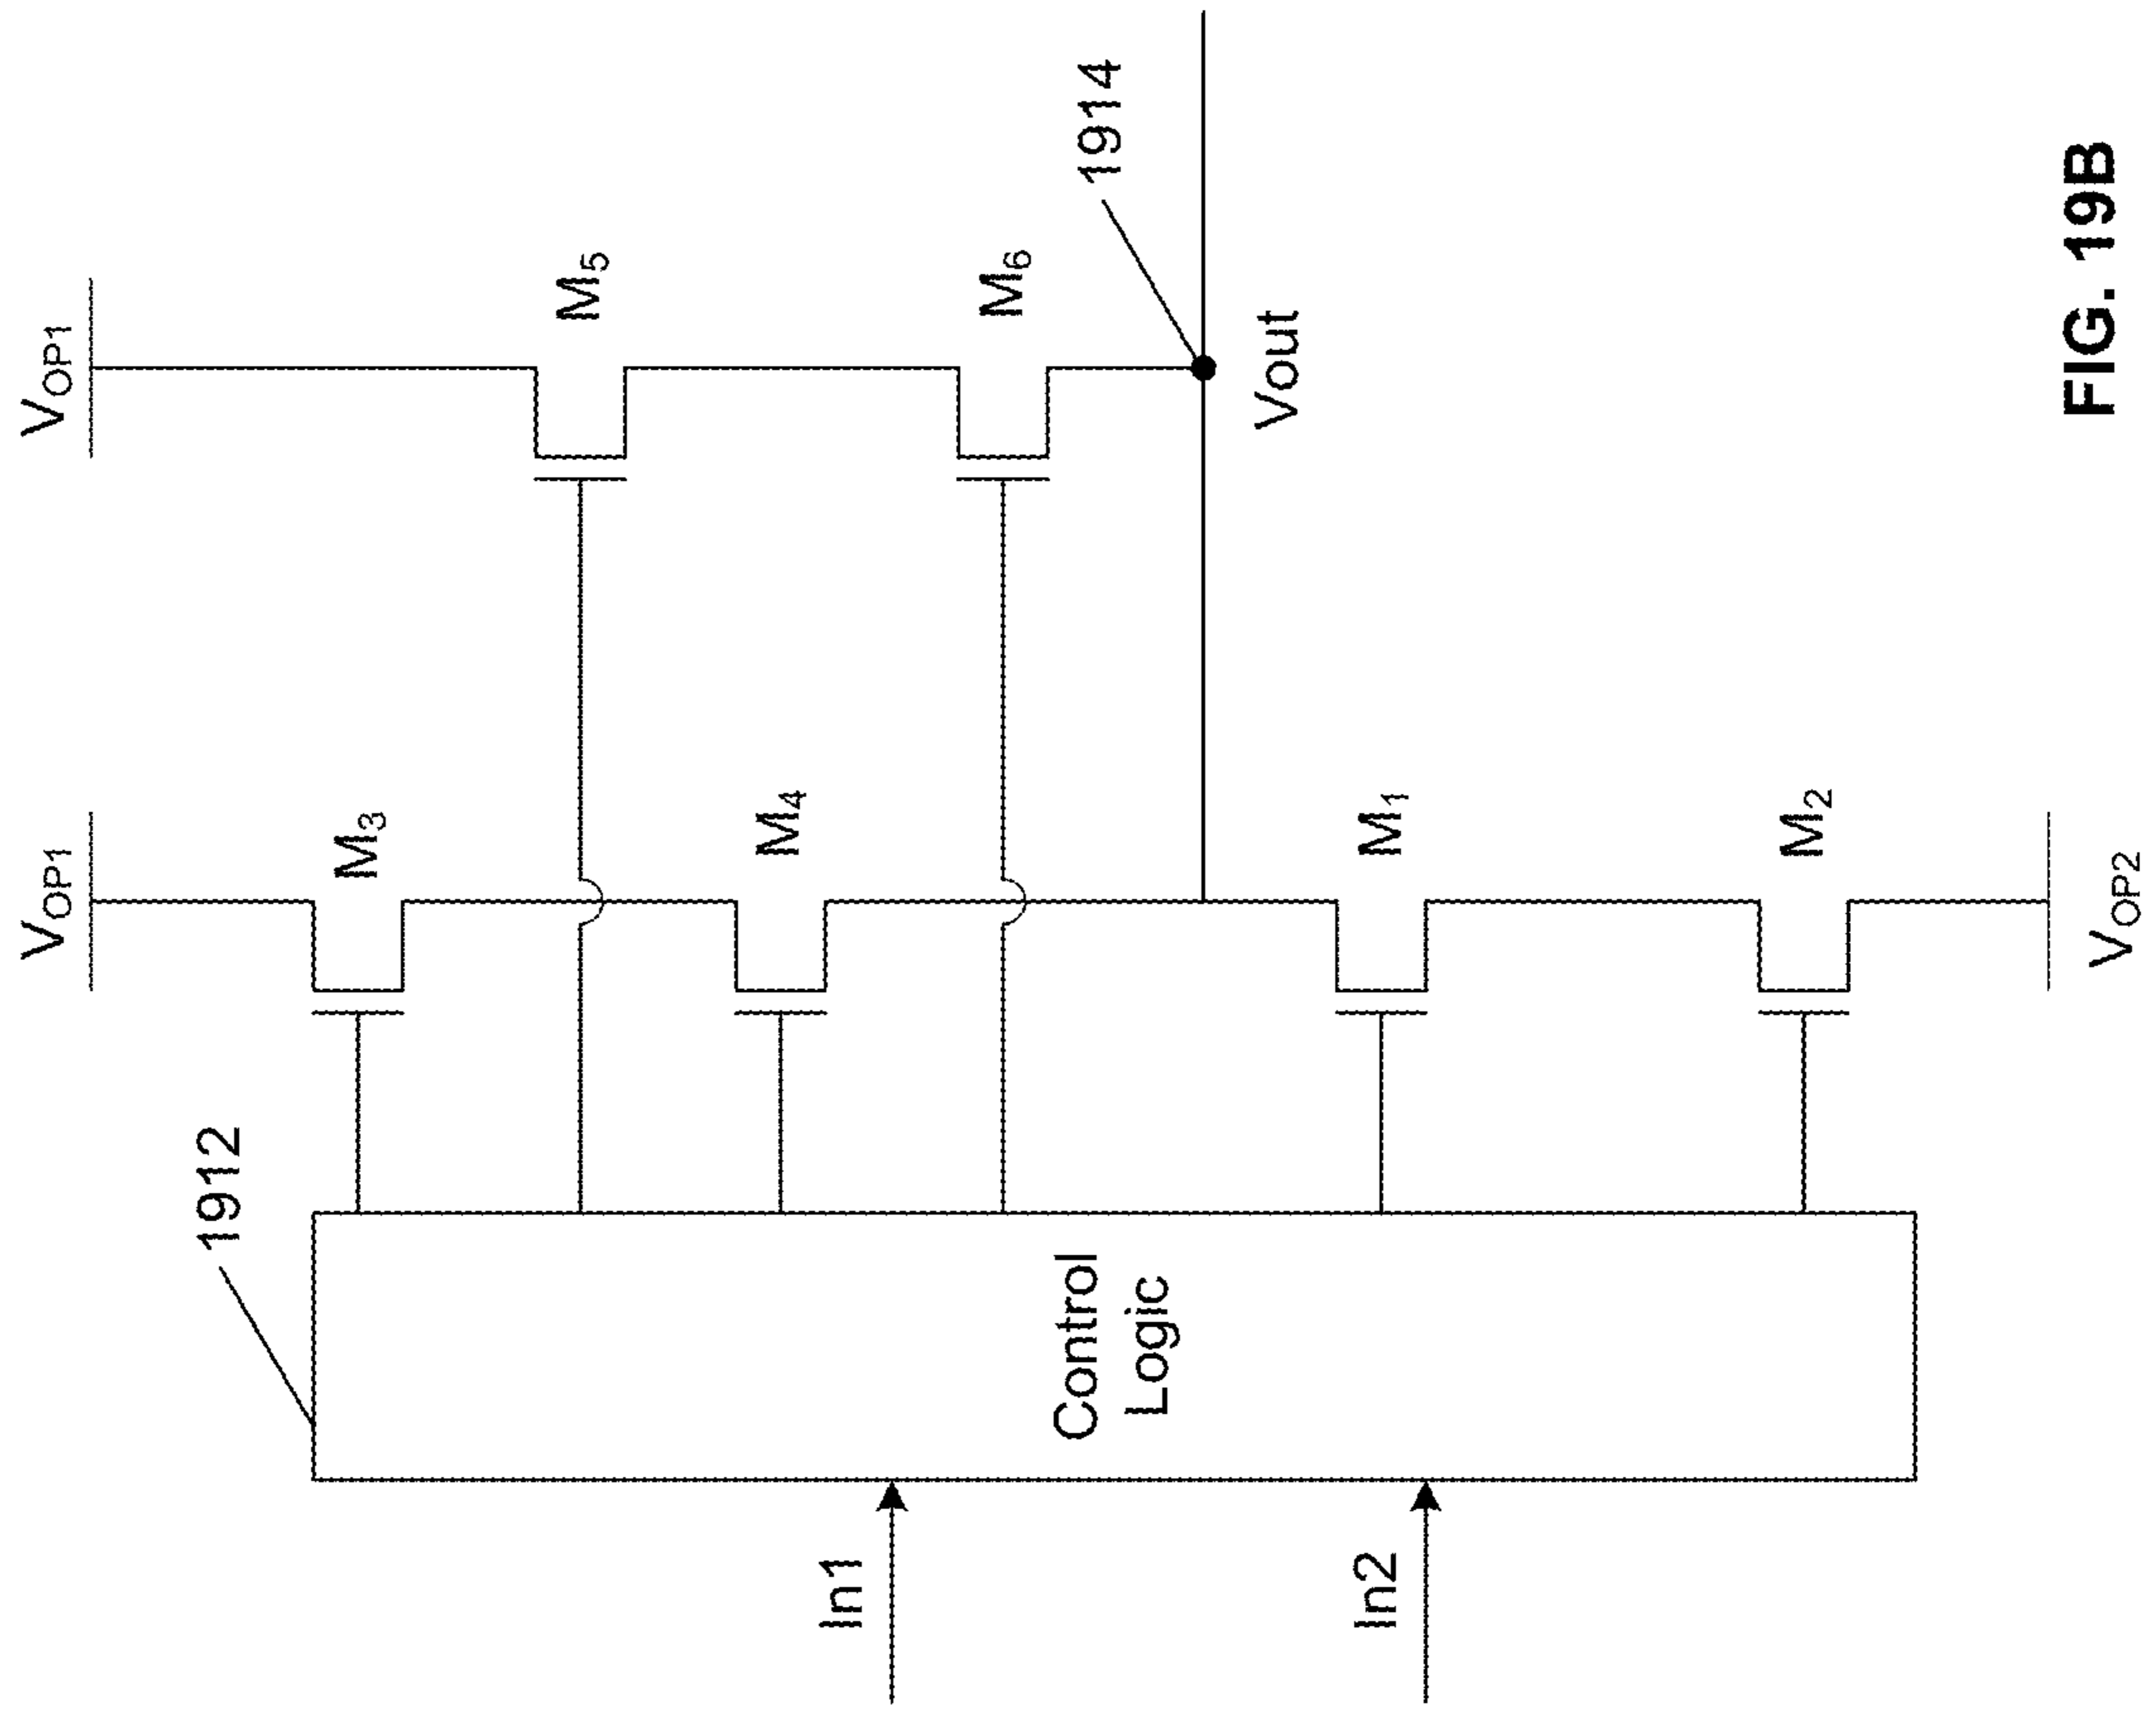 V_OP1
V_OP1
1912
M_3
M_5
M_4
M_6
1914
In1
Control
Logic
Vout
In2
M_1
M_2
V_OP2
FIG. 19B